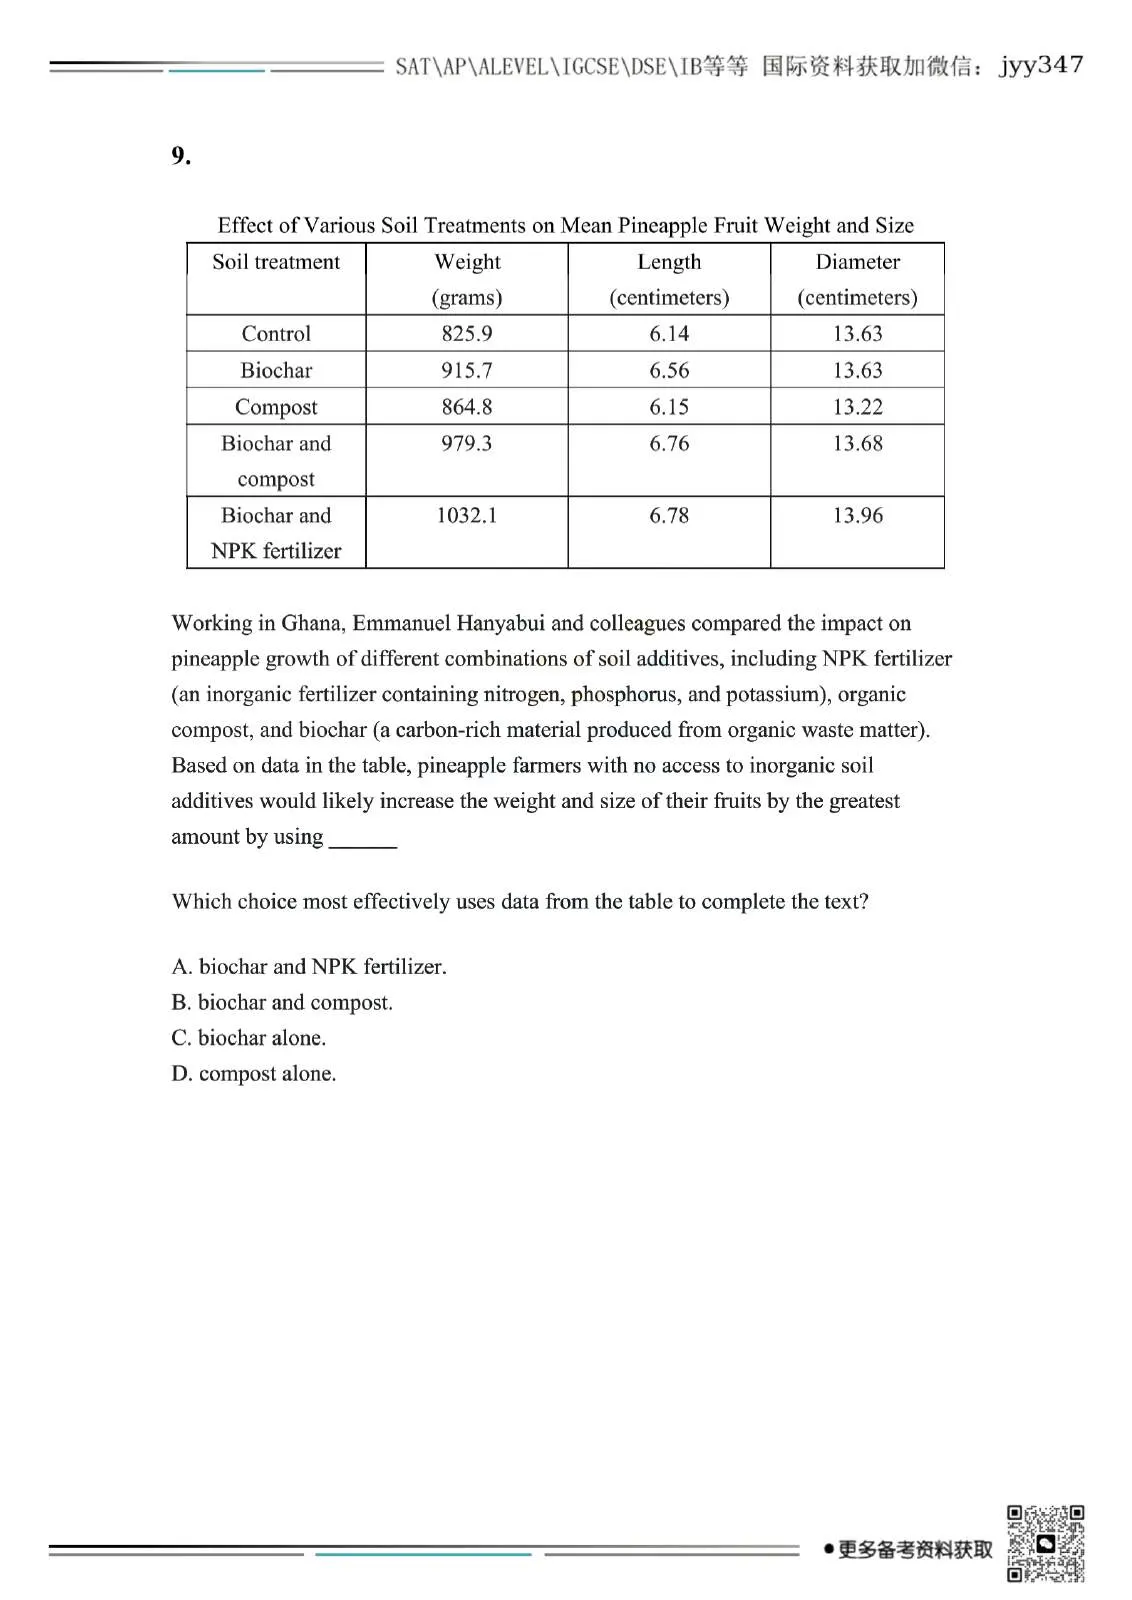 SAT\AP\ALEVEL\IGCSE\DSE\IB等等 国际资料获取加微信： jyy347
9.
Effect of Various Soil Treatments on Mean Pineapple Fruit Weight and Size
Soil treatment Weight (grams) Length (centimeters) Diameter (centimeters)
Control 825.9 6.14 13.63
Biochar 915.7 6.56 13.63
Compost 864.8 6.15 13.22
Biochar and compost 979.3 6.76 13.68
Biochar and NPK fertilizer 1032.1 6.78 13.96
Working in Ghana, Emmanuel Hanyabui and colleagues compared the impact on
pineapple growth of different combinations of soil additives, including NPK fertilizer
(an inorganic fertilizer containing nitrogen, phosphorus, and potassium), organic
compost, and biochar (a carbon-rich material produced from organic waste matter).
Based on data in the table, pineapple farmers with no access to inorganic soil
additives would likely increase the weight and size of their fruits by the greatest
amount by using ______
Which choice most effectively uses data from the table to complete the text?
A. biochar and NPK fertilizer.
B. biochar and compost.
C. biochar alone.
D. compost alone.
●更多备考资料获取